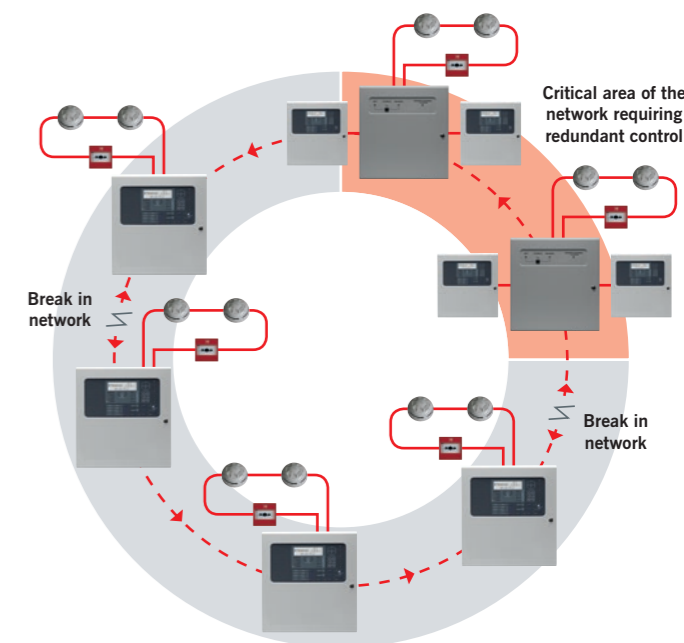 Critical area of the
network requiring
redundant control
Break in
network
Break in
network